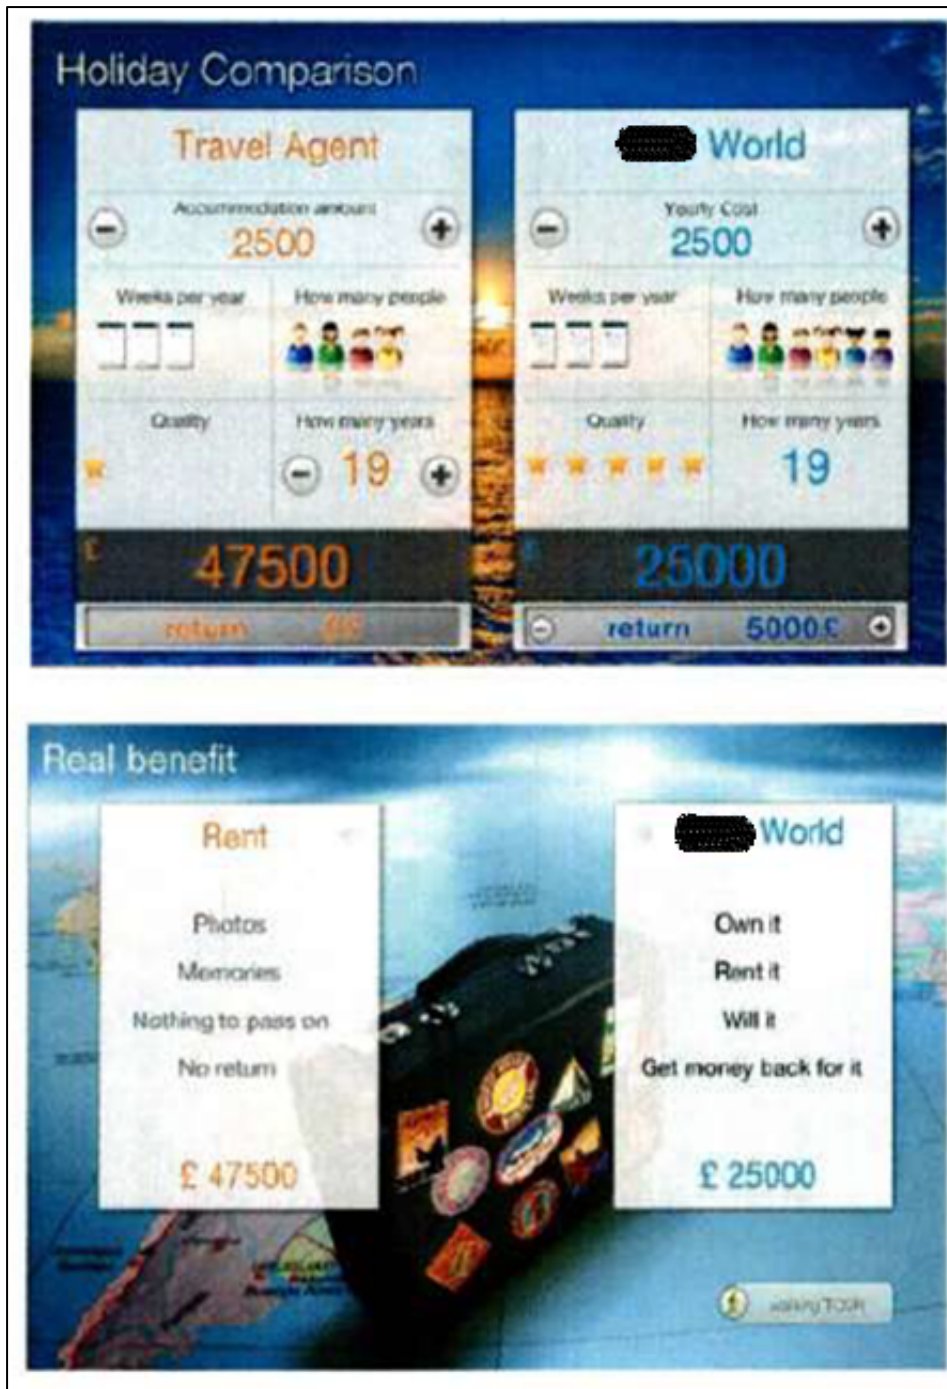 Holiday Comparison
Travel Agent
World
Accommodation amount
2500
Yearly Cost
2500
Weeks per year
How many people
Weeks per year
How many people
Quality
How many years
19
Quality
How many years
19
£ 47500
£ 25000
return
return 5000£
Real benefit
Rent
World
Photos
Own it
Memories
Rent it
Nothing to pass on
Will it
No return
Get money back for it
£ 47500
£ 25000
TOUR